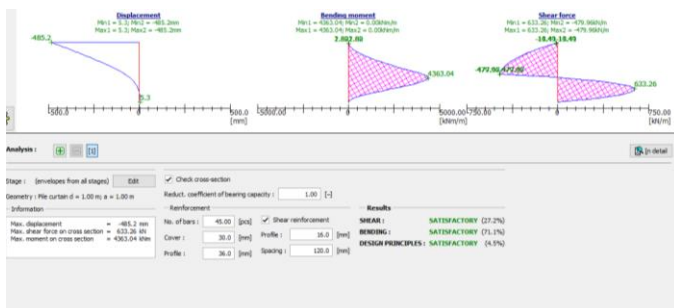 Displacement
Min1 = 5.3; Min2 = -485.2mm
Max1 = 5.3; Max2 = -485.2mm
-485.2
5.3
-500.0
500.0
[mm]
Bending moment
Min1 = 4363.04; Min2 = 0.00kNm/m
Max1 = 4363.04; Max2 = 0.00kNm/m
4363.04
-5000.00
5000.00
[kNm/m]
Shear force
Min1 = 633.26; Min2 = -479.98kN/m
Max1 = 633.26; Max2 = -479.98kN/m
-18.49-18.49
633.26
-750.00
750.00
[kN/m]
Analysis :
[1]
In detail
Stage : (envelopes from all stages) Edit
Geometry : Pile curtain d = 1.00 m; a = 1.00 m
Information
Max. displacement = -485.2 mm
Max. shear force on cross section = 633.26 kN
Max. moment on cross section = 4363.04 kNm
Check cross-section
Reduct. coefficient of bearing capacity : 1.00 [-]
Reinforcement
No. of bars : 45.00 [pcs]
Cover : 30.0 [mm]
Profile : 36.0 [mm]
Shear reinforcement
Profile : 16.0 [mm]
Spacing : 120.0 [mm]
Results
SHEAR : SATISFACTORY (27.2%)
BENDING : SATISFACTORY (71.1%)
DESIGN PRINCIPLES : SATISFACTORY (4.5%)